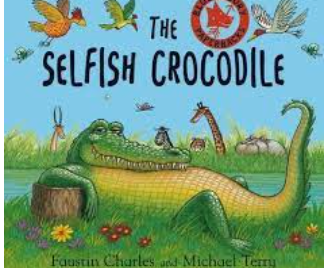 THE
SELFISH CROCODILE
Faustin Charles and Michael Terry